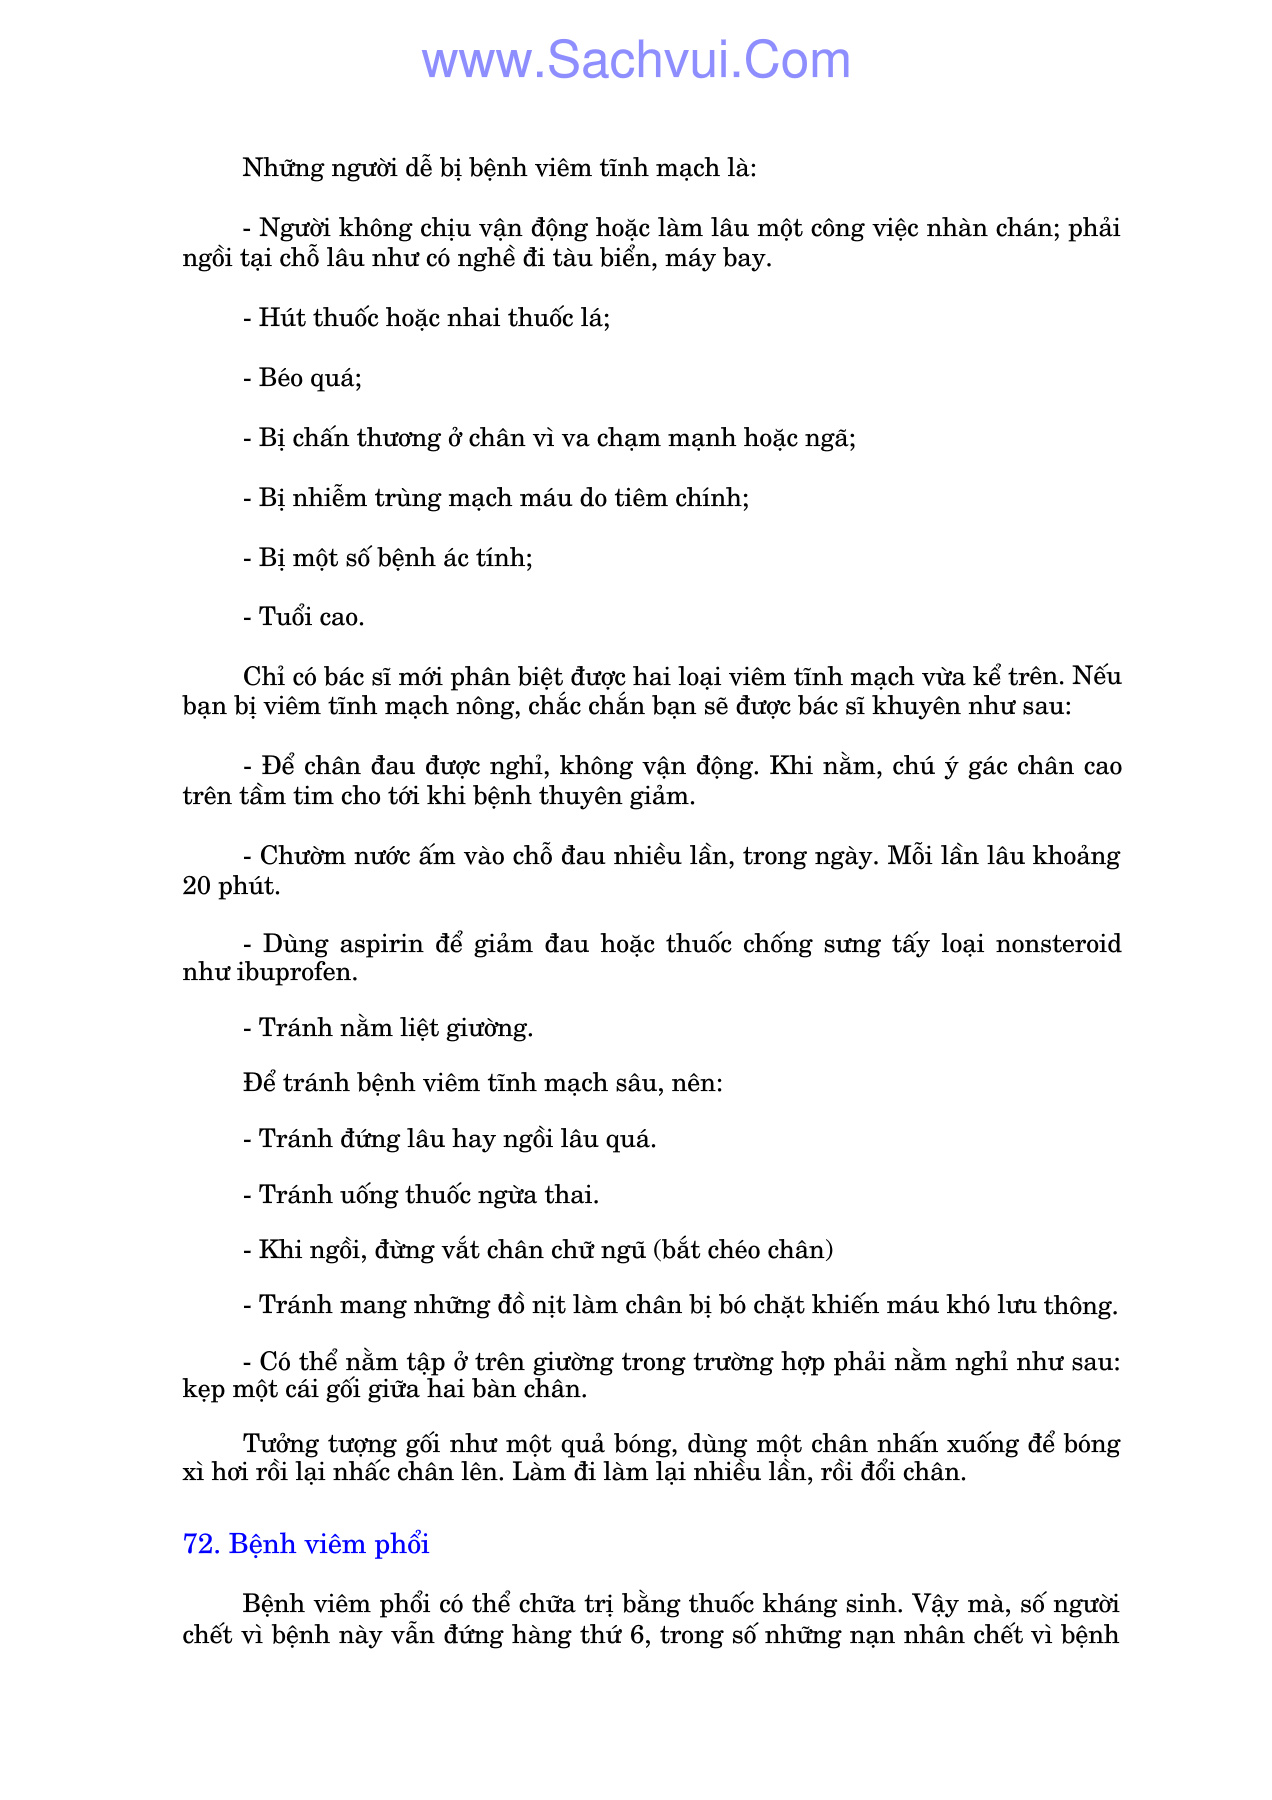 www.Sachvui.Com
Những người dễ bị bệnh viêm tĩnh mạch là:
- Người không chịu vận động hoặc làm lâu một công việc nhàn chán; phải
ngồi tại chỗ lâu như có nghề đi tàu biển, máy bay.
- Hút thuốc hoặc nhai thuốc lá;
- Béo quá;
- Bị chấn thương ở chân vì va chạm mạnh hoặc ngã;
- Bị nhiễm trùng mạch máu do tiêm chính;
- Bị một số bệnh ác tính;
- Tuổi cao.
Chỉ có bác sĩ mới phân biệt được hai loại viêm tĩnh mạch vừa kể trên. Nếu
bạn bị viêm tĩnh mạch nông, chắc chắn bạn sẽ được bác sĩ khuyên như sau:
- Để chân đau được nghỉ, không vận động. Khi nằm, chú ý gác chân cao
trên tầm tim cho tới khi bệnh thuyên giảm.
- Chườm nước ấm vào chỗ đau nhiều lần, trong ngày. Mỗi lần lâu khoảng
20 phút.
- Dùng aspirin để giảm đau hoặc thuốc chống sưng tấy loại nonsteroid
như ibuprofen.
- Tránh nằm liệt giường.
Để tránh bệnh viêm tĩnh mạch sâu, nên:
- Tránh đứng lâu hay ngồi lâu quá.
- Tránh uống thuốc ngừa thai.
- Khi ngồi, đừng vắt chân chữ ngũ (bắt chéo chân)
- Tránh mang những đồ nịt làm chân bị bó chặt khiến máu khó lưu thông.
- Có thể nằm tập ở trên giường trong trường hợp phải nằm nghỉ như sau:
kẹp một cái gối giữa hai bàn chân.
Tưởng tượng gối như một quả bóng, dùng một chân nhấn xuống để bóng
xì hơi rồi lại nhấc chân lên. Làm đi làm lại nhiều lần, rồi đổi chân.
72. Bệnh viêm phổi
Bệnh viêm phổi có thể chữa trị bằng thuốc kháng sinh. Vậy mà, số người
chết vì bệnh này vẫn đứng hàng thứ 6, trong số những nạn nhân chết vì bệnh